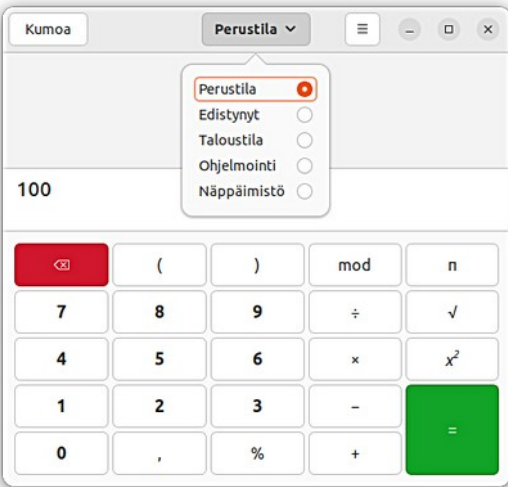 Kumoa Perustila
Perustila
Edistynyt
Taloustila
Ohjelmointi
Näppäimistö
100
( ) mod π
7 8 9 ÷ √
4 5 6 × x²
1 2 3 −
=
0 , % +